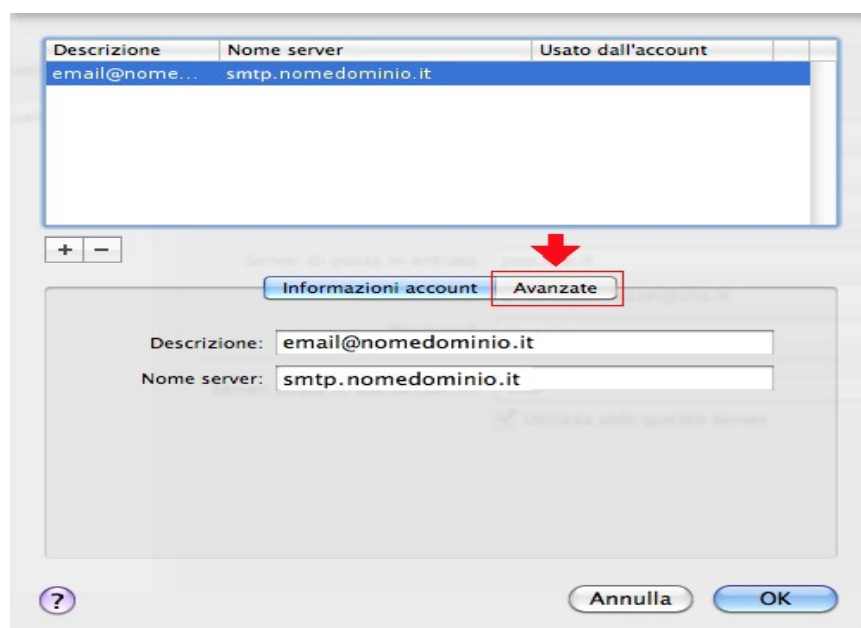 Descrizione Nome server Usato dall'account
email@nome... smtp.nomedominio.it
+ −
Informazioni account Avanzate
Descrizione: email@nomedominio.it
Nome server: smtp.nomedominio.it
? Annulla OK